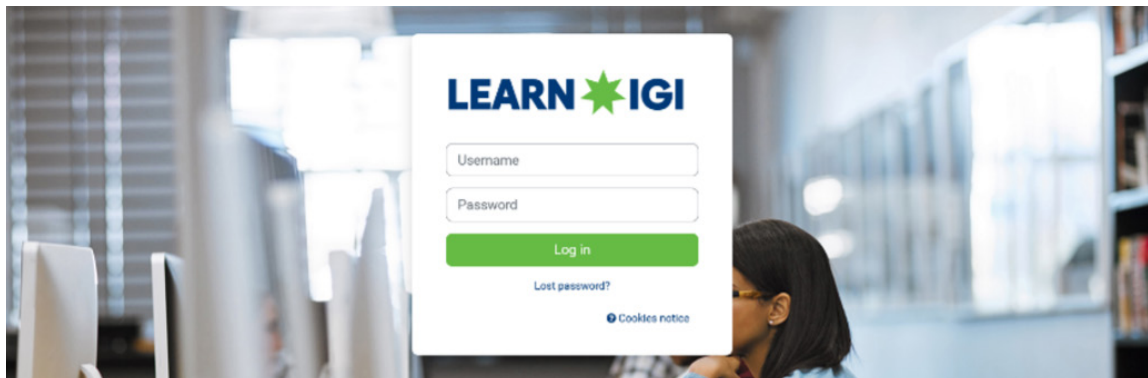 LEARN IGI
Username
Password
Log in
Lost password?
Cookies notice